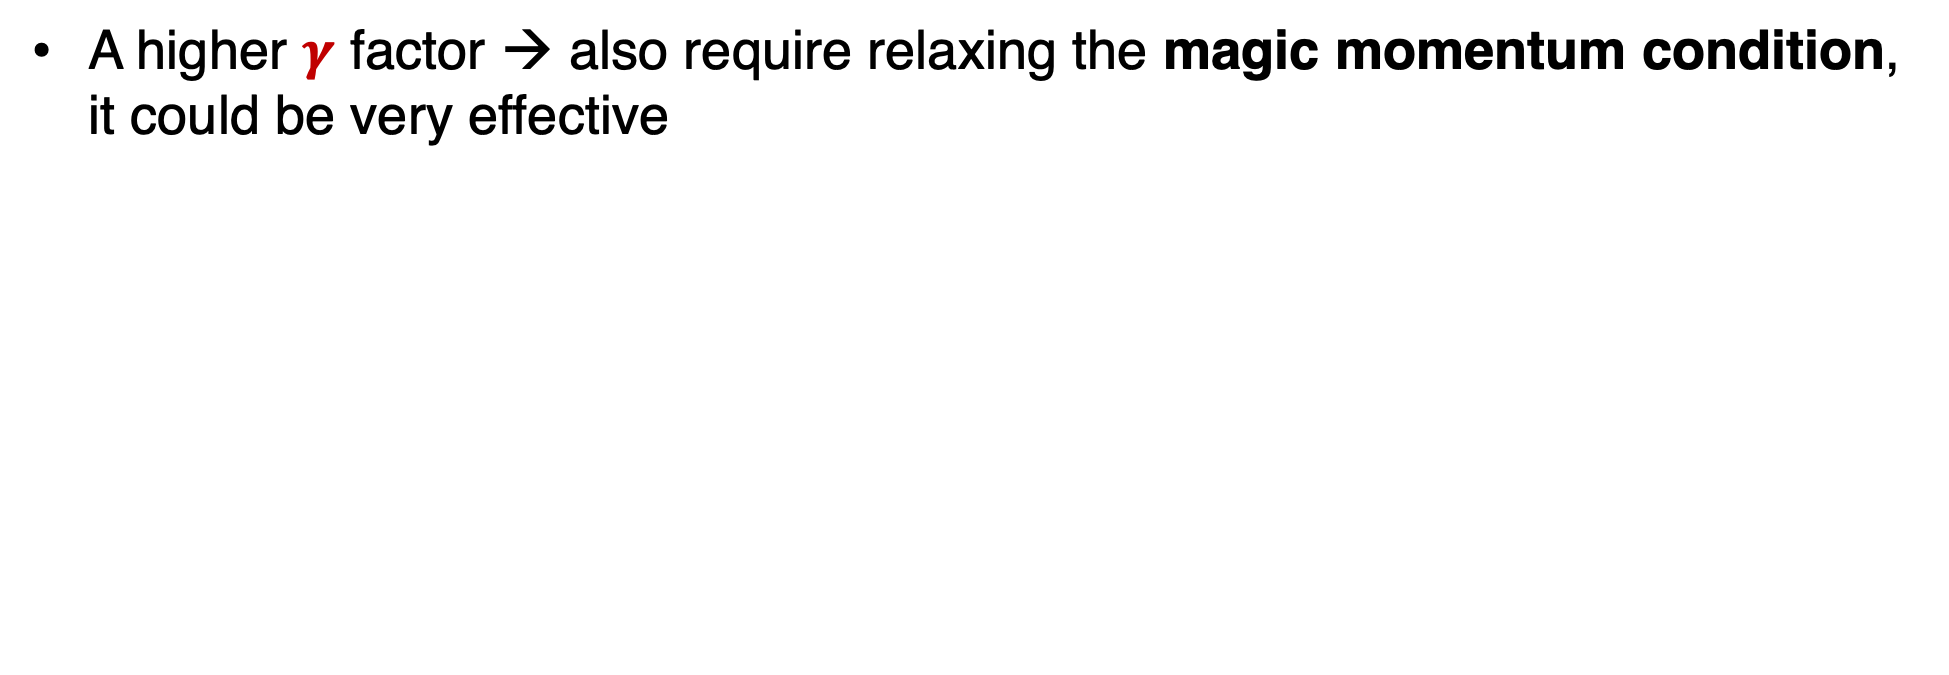 • A higher γ factor → also require relaxing the magic momentum condition,
it could be very effective